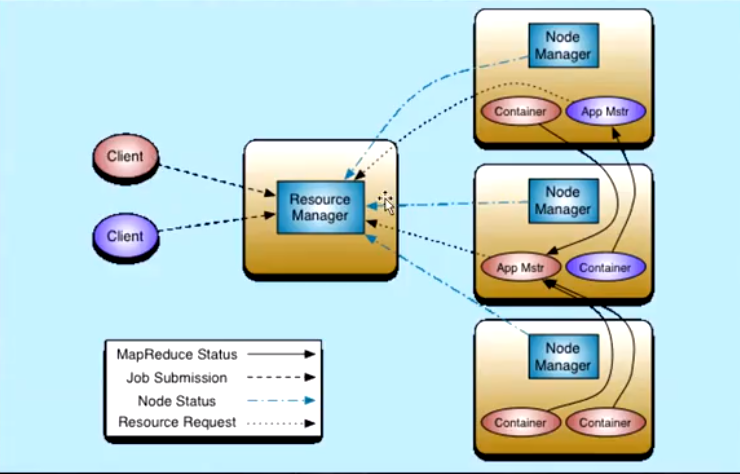 Node
Manager
Container
App Mstr
Client
Resource
Manager
Client
Node
Manager
App Mstr
Container
Node
Manager
Container
Container
MapReduce Status
Job Submission
Node Status
Resource Request